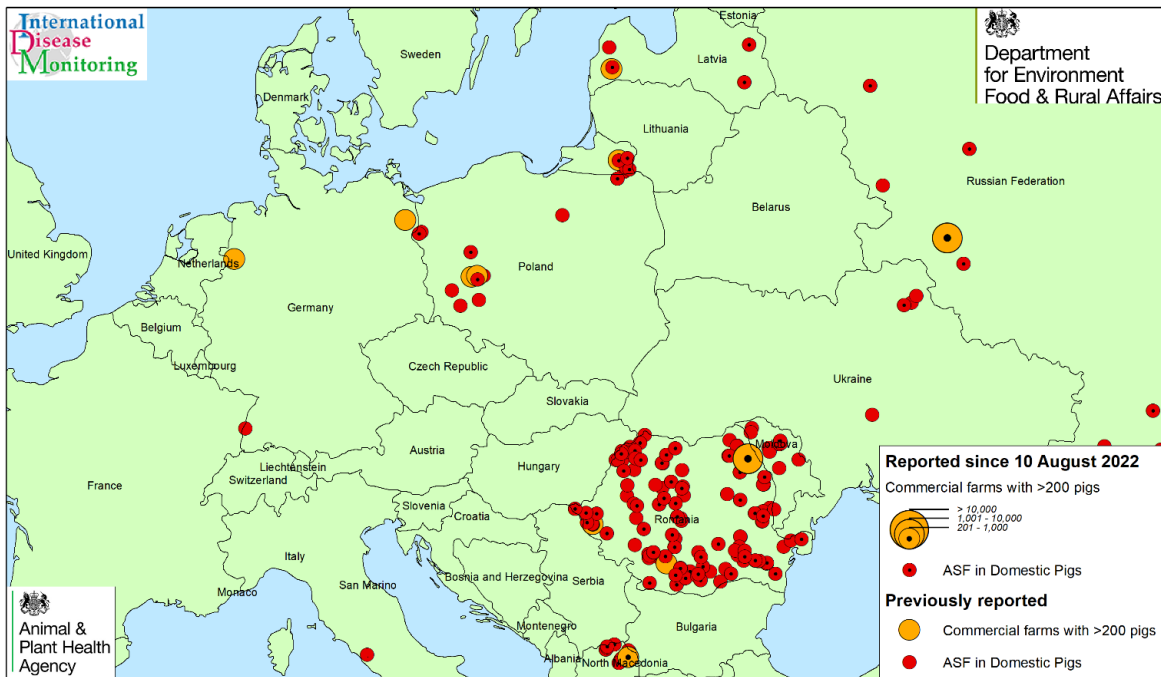 International
Disease
Monitoring
Department
for Environment
Food & Rural Affairs
Estonia
Sweden
Latvia
Denmark
Lithuania
Russian Federation
Belarus
United Kingdom
Netherlands
Poland
Germany
Belgium
Luxembourg
Czech Republic
Ukraine
Slovakia
Moldova
Austria
Hungary
Liechtenstein
Switzerland
France
Slovenia
Croatia
Romania
Italy
Bosnia and Herzegovina
Serbia
San Marino
Monaco
Montenegro
Bulgaria
Albania
North Macedonia
Reported since 10 August 2022
Commercial farms with >200 pigs
> 10,000
1,001 - 10,000
201 - 1,000
ASF in Domestic Pigs
Previously reported
Commercial farms with >200 pigs
ASF in Domestic Pigs
Animal &
Plant Health
Agency